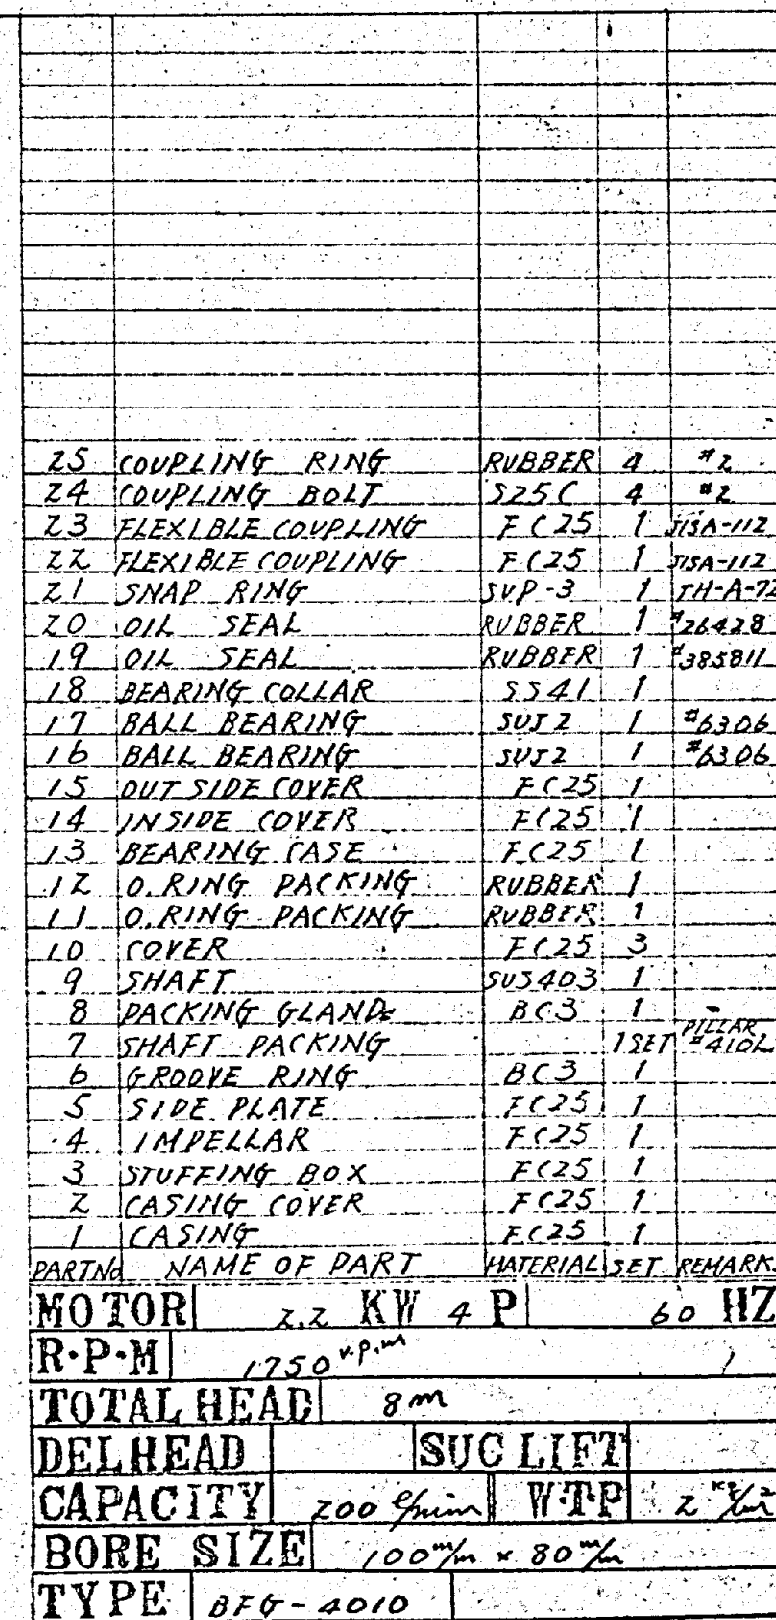 25 COUPLING RING RUBBER 4 #2
24 COUPLING BOLT S25C 4 #2
23 FLEXIBLE COUPLING FC25 1 JISA-112
22 FLEXIBLE COUPLING FC25 1 JISA-112
21 SNAP RING SUP-3 1 TH-A-72
20 OIL SEAL RUBBER 1 #26428
19 OIL SEAL RUBBER 1 #385811
18 BEARING COLLAR SS41 1
17 BALL BEARING SUJ2 1 #6306
16 BALL BEARING SUJ2 1 #6306
15 OUT SIDE COVER FC25 1
14 INSIDE COVER FC25 1
13 BEARING CASE FC25 1
12 O.RING PACKING RUBBER 1
11 O.RING PACKING RUBBER 1
10 COVER FC25 3
9 SHAFT SUS403 1
8 PACKING GLAND BC3 1
7 SHAFT PACKING 1SET PILLAR #410L
6 GROOVE RING BC3 1
5 SIDE PLATE FC25 1
4 IMPELLAR FC25 1
3 STUFFING BOX FC25 1
2 CASING COVER FC25 1
1 CASING FC25 1
PARTNo NAME OF PART MATERIAL SET REMARK.
MOTOR 2.2 KW 4 P 60 HZ
R·P·M 1750 r.p.m
TOTAL HEAD 8m
DELHEAD SUC LIFT
CAPACITY 200 ℓ/min W·T·P 2 kg/cm²
BORE SIZE 100 m/m × 80 m/m
TYPE BFG-4010